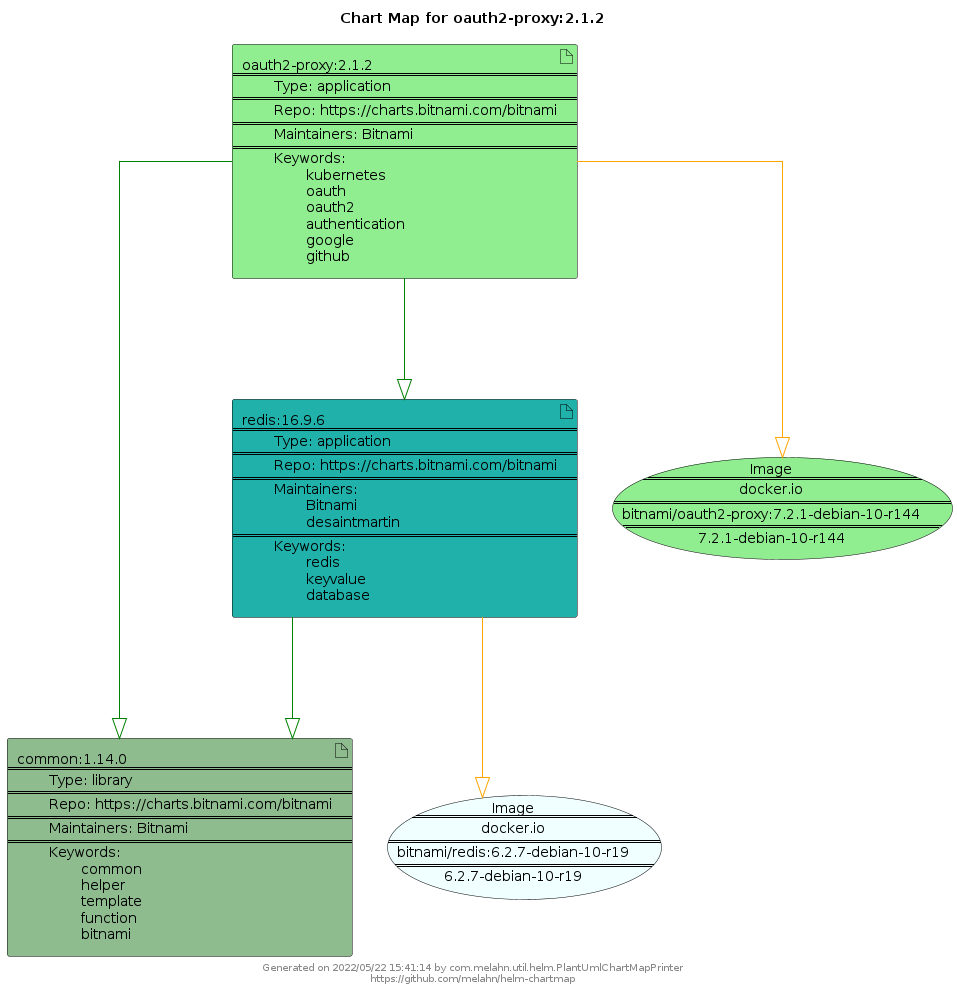 Chart Map for oauth2-proxy:2.1.2
oauth2-proxy:2.1.2
Type: application
Repo: https://charts.bitnami.com/bitnami
Maintainers: Bitnami
Keywords:
kubernetes
oauth
oauth2
authentication
google
github
redis:16.9.6
Type: application
Repo: https://charts.bitnami.com/bitnami
Maintainers:
Bitnami
desaintmartin
Keywords:
redis
keyvalue
database
Image
docker.io
bitnami/oauth2-proxy:7.2.1-debian-10-r144
7.2.1-debian-10-r144
common:1.14.0
Type: library
Repo: https://charts.bitnami.com/bitnami
Maintainers: Bitnami
Keywords:
common
helper
template
function
bitnami
Image
docker.io
bitnami/redis:6.2.7-debian-10-r19
6.2.7-debian-10-r19
Generated on 2022/05/22 15:41:14 by com.melahn.util.helm.PlantUmlChartMapPrinter
https://github.com/melahn/helm-chartmap